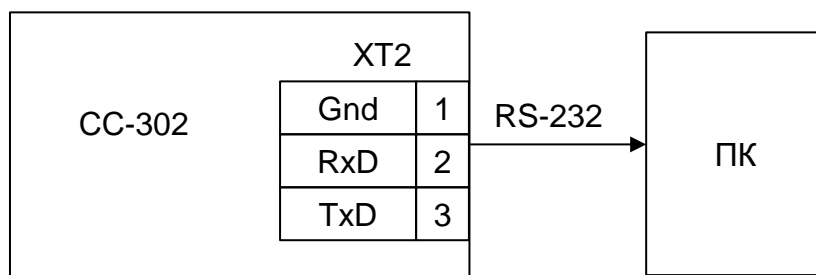 XT2
Gnd 1
CC-302
RS-232
RxD 2
ПК
TxD 3